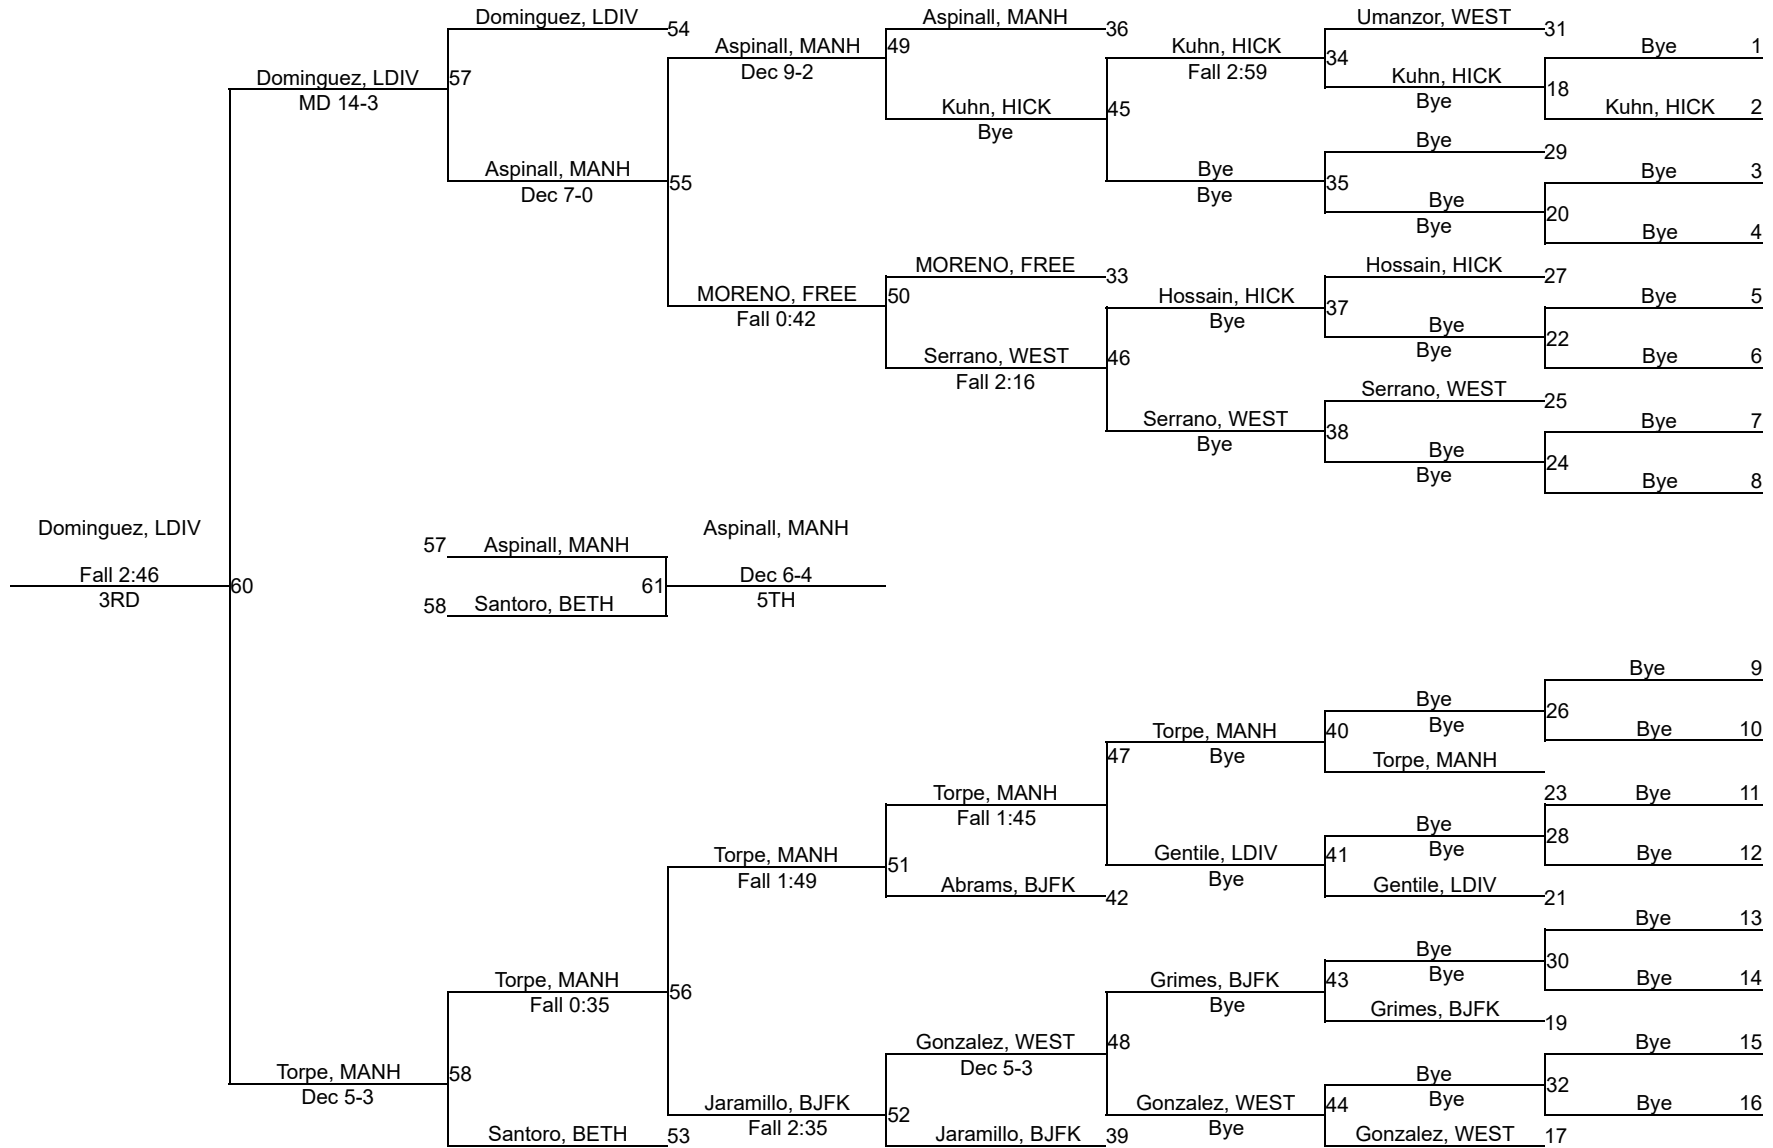 Dominguez, LDIV
54
Aspinall, MANH
36
Umanzor, WEST
31
Aspinall, MANH
49
Kuhn, HICK
Bye
1
Dec 9-2
Fall 2:59
34
Dominguez, LDIV
57
Kuhn, HICK
18
MD 14-3
Bye
Kuhn, HICK
2
Kuhn, HICK
45
Bye
Bye
29
Aspinall, MANH
55
Bye
35
Bye
3
Dec 7-0
Bye
Bye
20
Bye
Bye
4
MORENO, FREE
33
Hossain, HICK
27
MORENO, FREE
50
Hossain, HICK
37
Bye
5
Fall 0:42
Bye
Bye
22
Serrano, WEST
46
Bye
Bye
6
Fall 2:16
Serrano, WEST
25
Serrano, WEST
38
Bye
7
Bye
Bye
24
Bye
Bye
8
Dominguez, LDIV
Aspinall, MANH
57
Aspinall, MANH
Fall 2:46
60
61
Dec 6-4
3RD
58
Santoro, BETH
5TH
Bye
9
Bye
26
Torpe, MANH
40
Bye
Bye
10
47
Bye
Torpe, MANH
Torpe, MANH
23
Bye
11
Fall 1:45
Bye
28
Torpe, MANH
51
Gentile, LDIV
41
Bye
Bye
12
Fall 1:49
Bye
Abrams, BJFK
42
Gentile, LDIV
21
Bye
13
Bye
30
Torpe, MANH
56
Grimes, BJFK
43
Bye
Bye
14
Fall 0:35
Bye
Grimes, BJFK
19
Gonzalez, WEST
48
Bye
15
Dec 5-3
Torpe, MANH
58
Bye
32
Dec 5-3
Jaramillo, BJFK
52
Gonzalez, WEST
44
Bye
Bye
16
Fall 2:35
Bye
Santoro, BETH
53
Jaramillo, BJFK
39
Gonzalez, WEST
17